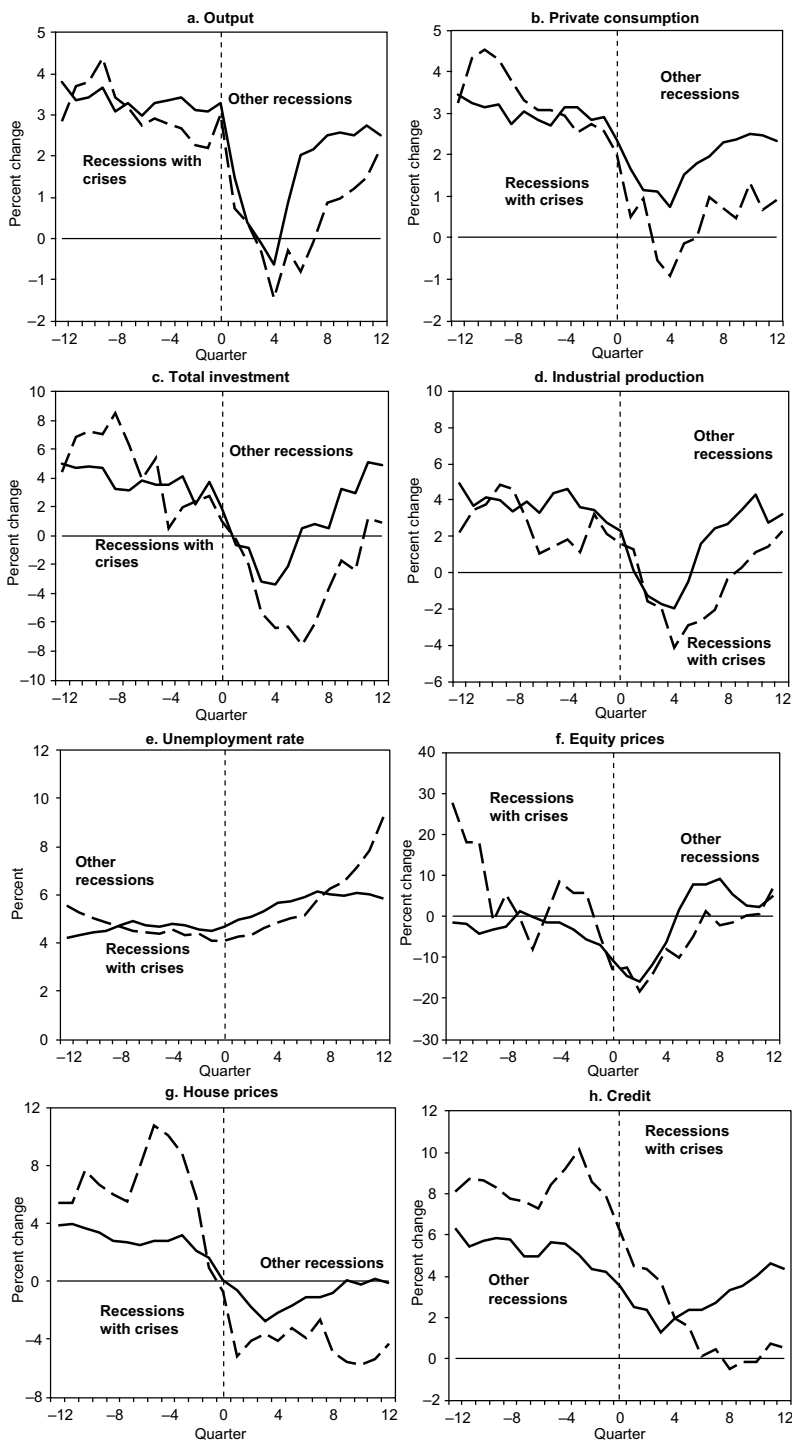 a. Output
Percent change
5
4
3
2
1
0
–1
–2
Other recessions
Recessions with
crises
–12 –8 –4 0 4 8 12
Quarter
b. Private consumption
Percent change
5
4
3
2
1
0
–1
–2
Other
recessions
Recessions
with crises
–12 –8 –4 0 4 8 12
Quarter
c. Total investment
Percent change
10
8
6
4
2
0
–2
–4
–6
–8
–10
Other recessions
Recessions with
crises
–12 –8 –4 0 4 8 12
Quarter
d. Industrial production
Percent change
10
8
6
4
2
0
–2
–4
–6
Other
recessions
Recessions
with crises
–12 –8 –4 0 4 8 12
Quarter
e. Unemployment rate
Percent
12
10
8
6
4
2
0
Other
recessions
Recessions
with crises
–12 –8 –4 0 4 8 12
Quarter
f. Equity prices
Percent change
40
30
20
10
0
–10
–20
–30
Recessions
with crises
Other
recessions
–12 –8 –4 0 4 8 12
Quarter
g. House prices
Percent change
12
8
4
0
–4
–8
Other recessions
Recessions
with crises
–12 –8 –4 0 4 8 12
Quarter
h. Credit
Percent change
12
10
8
6
4
2
0
–2
Recessions
with crises
Other
recessions
–12 –8 –4 0 4 8 12
Quarter